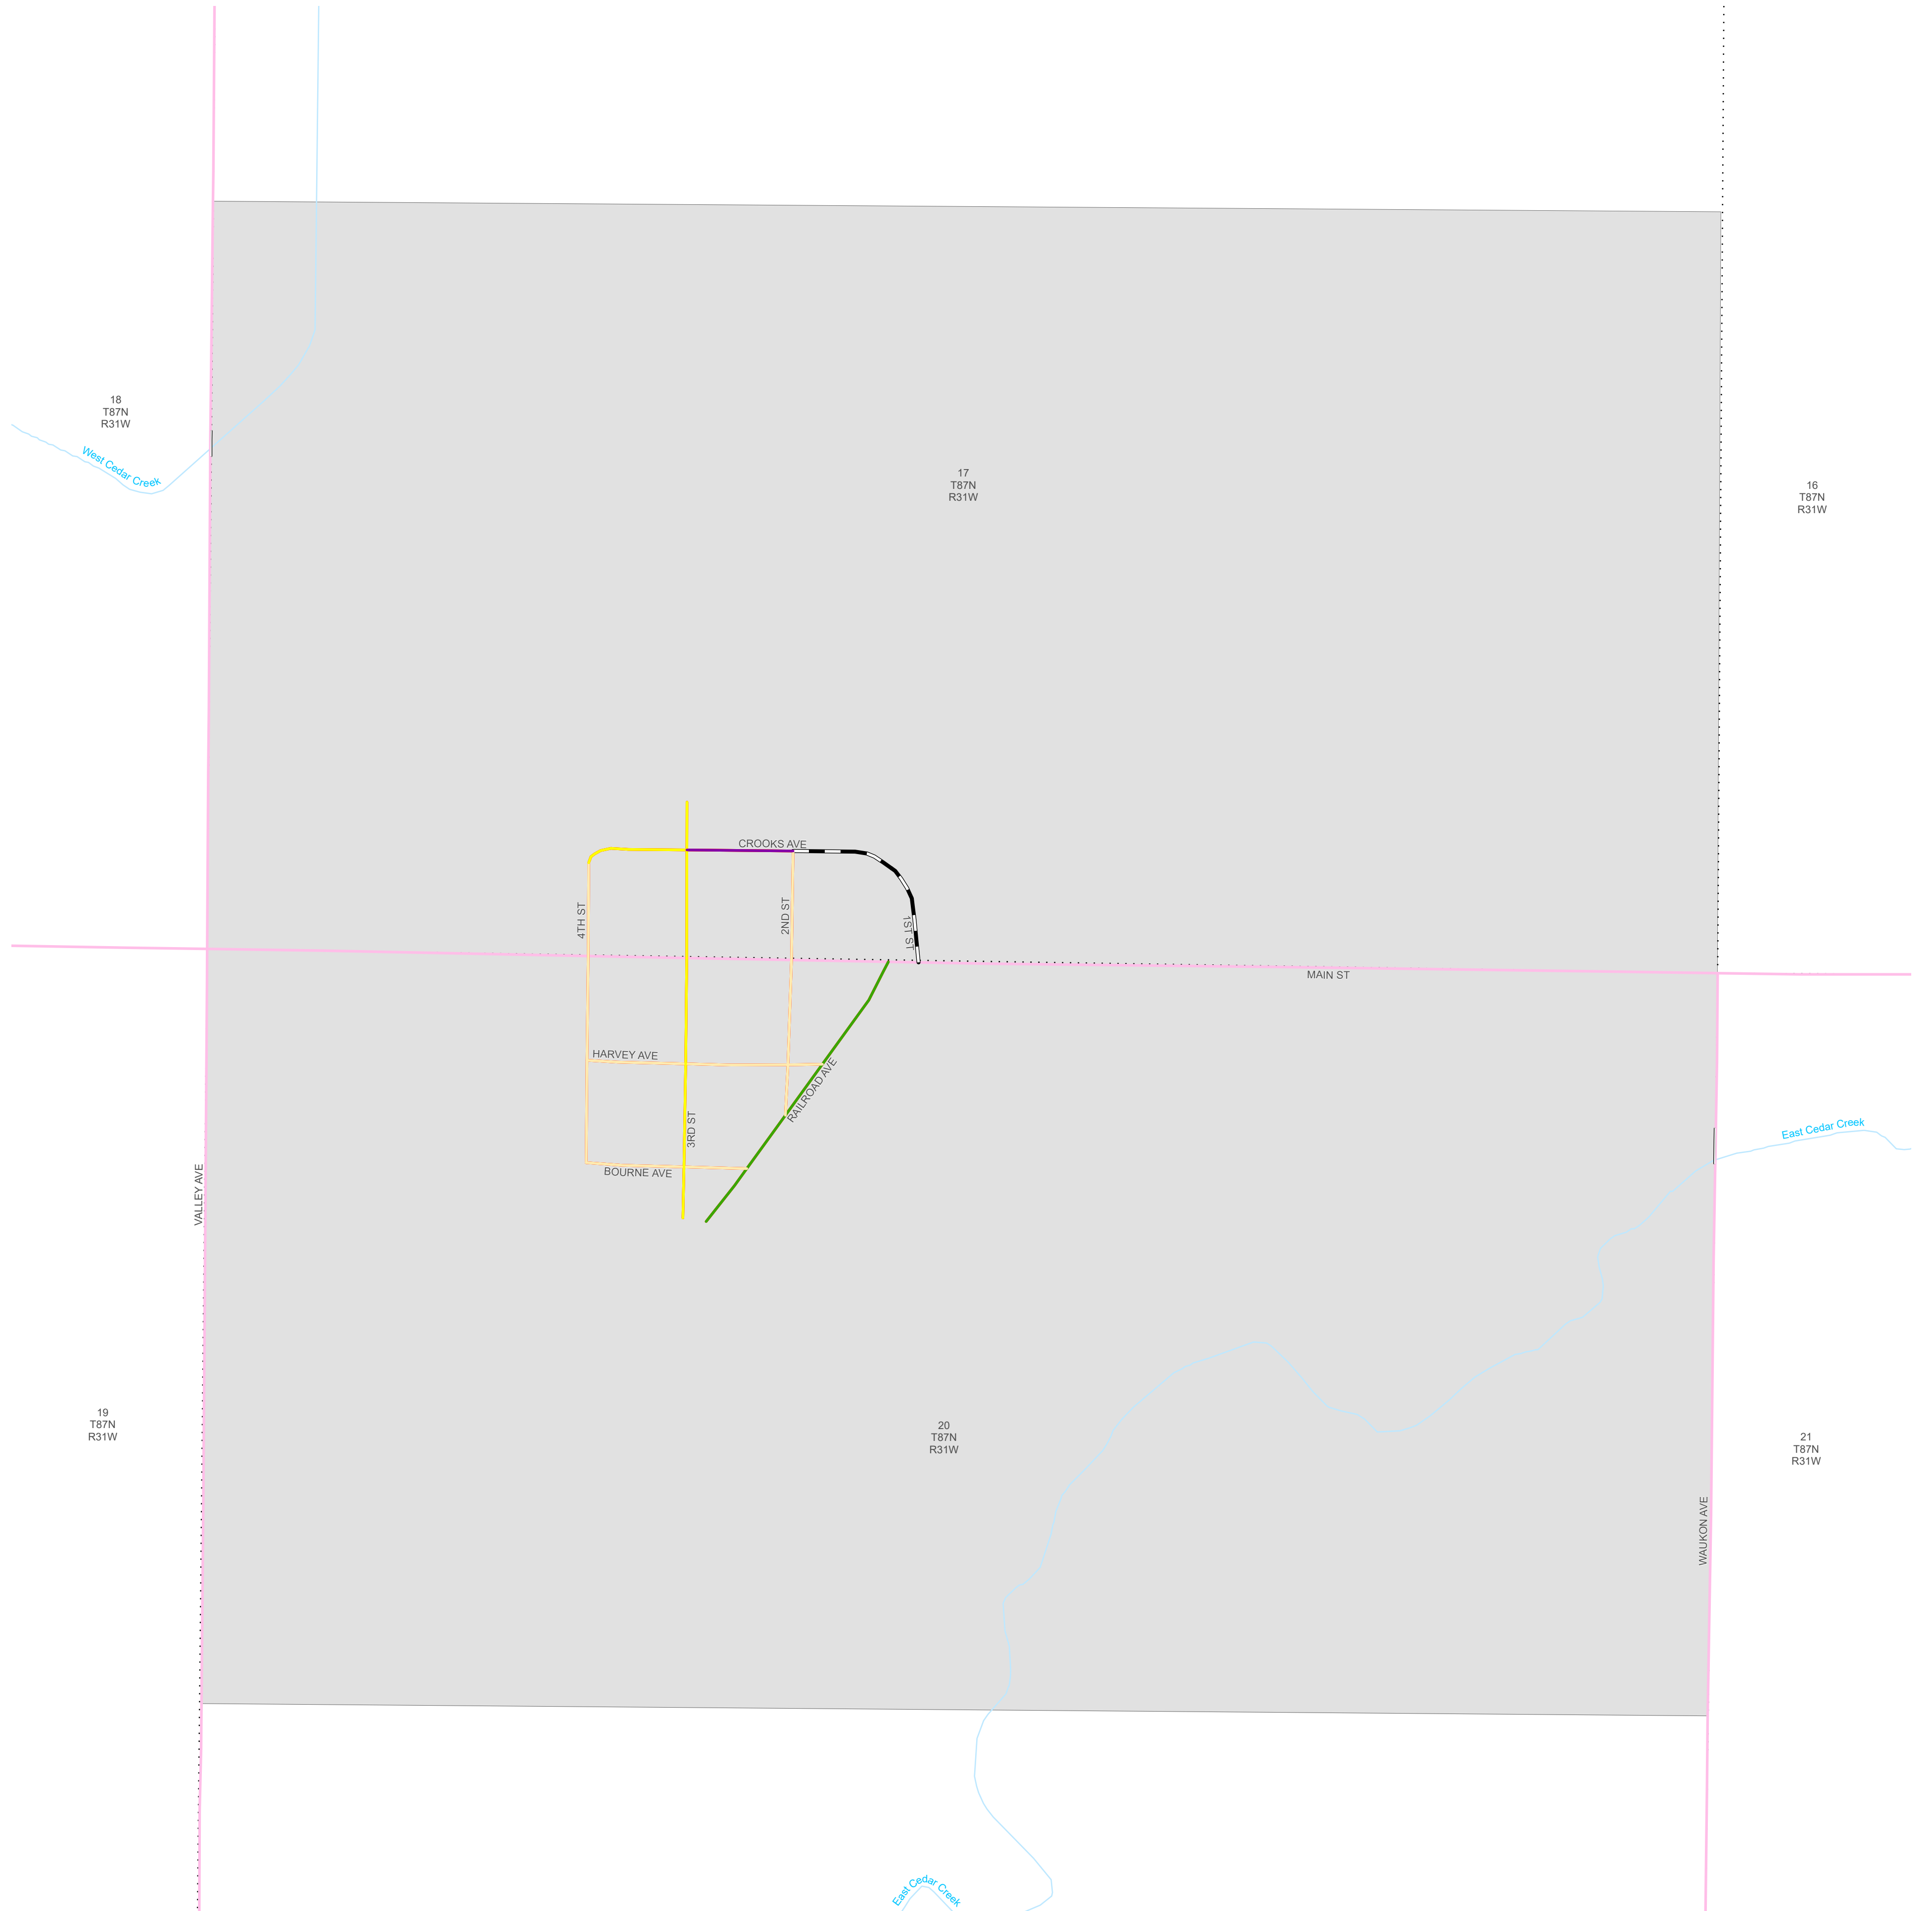 18
T87N
R31W
West Cedar Creek
17
T87N
R31W
16
T87N
R31W
CROOKS AVE
4TH ST
2ND ST
1ST ST
MAIN ST
HARVEY AVE
RAILROAD AVE
3RD ST
BOURNE AVE
East Cedar Creek
VALLEY AVE
19
T87N
R31W
20
T87N
R31W
21
T87N
R31W
WAUKON AVE
East Cedar Creek